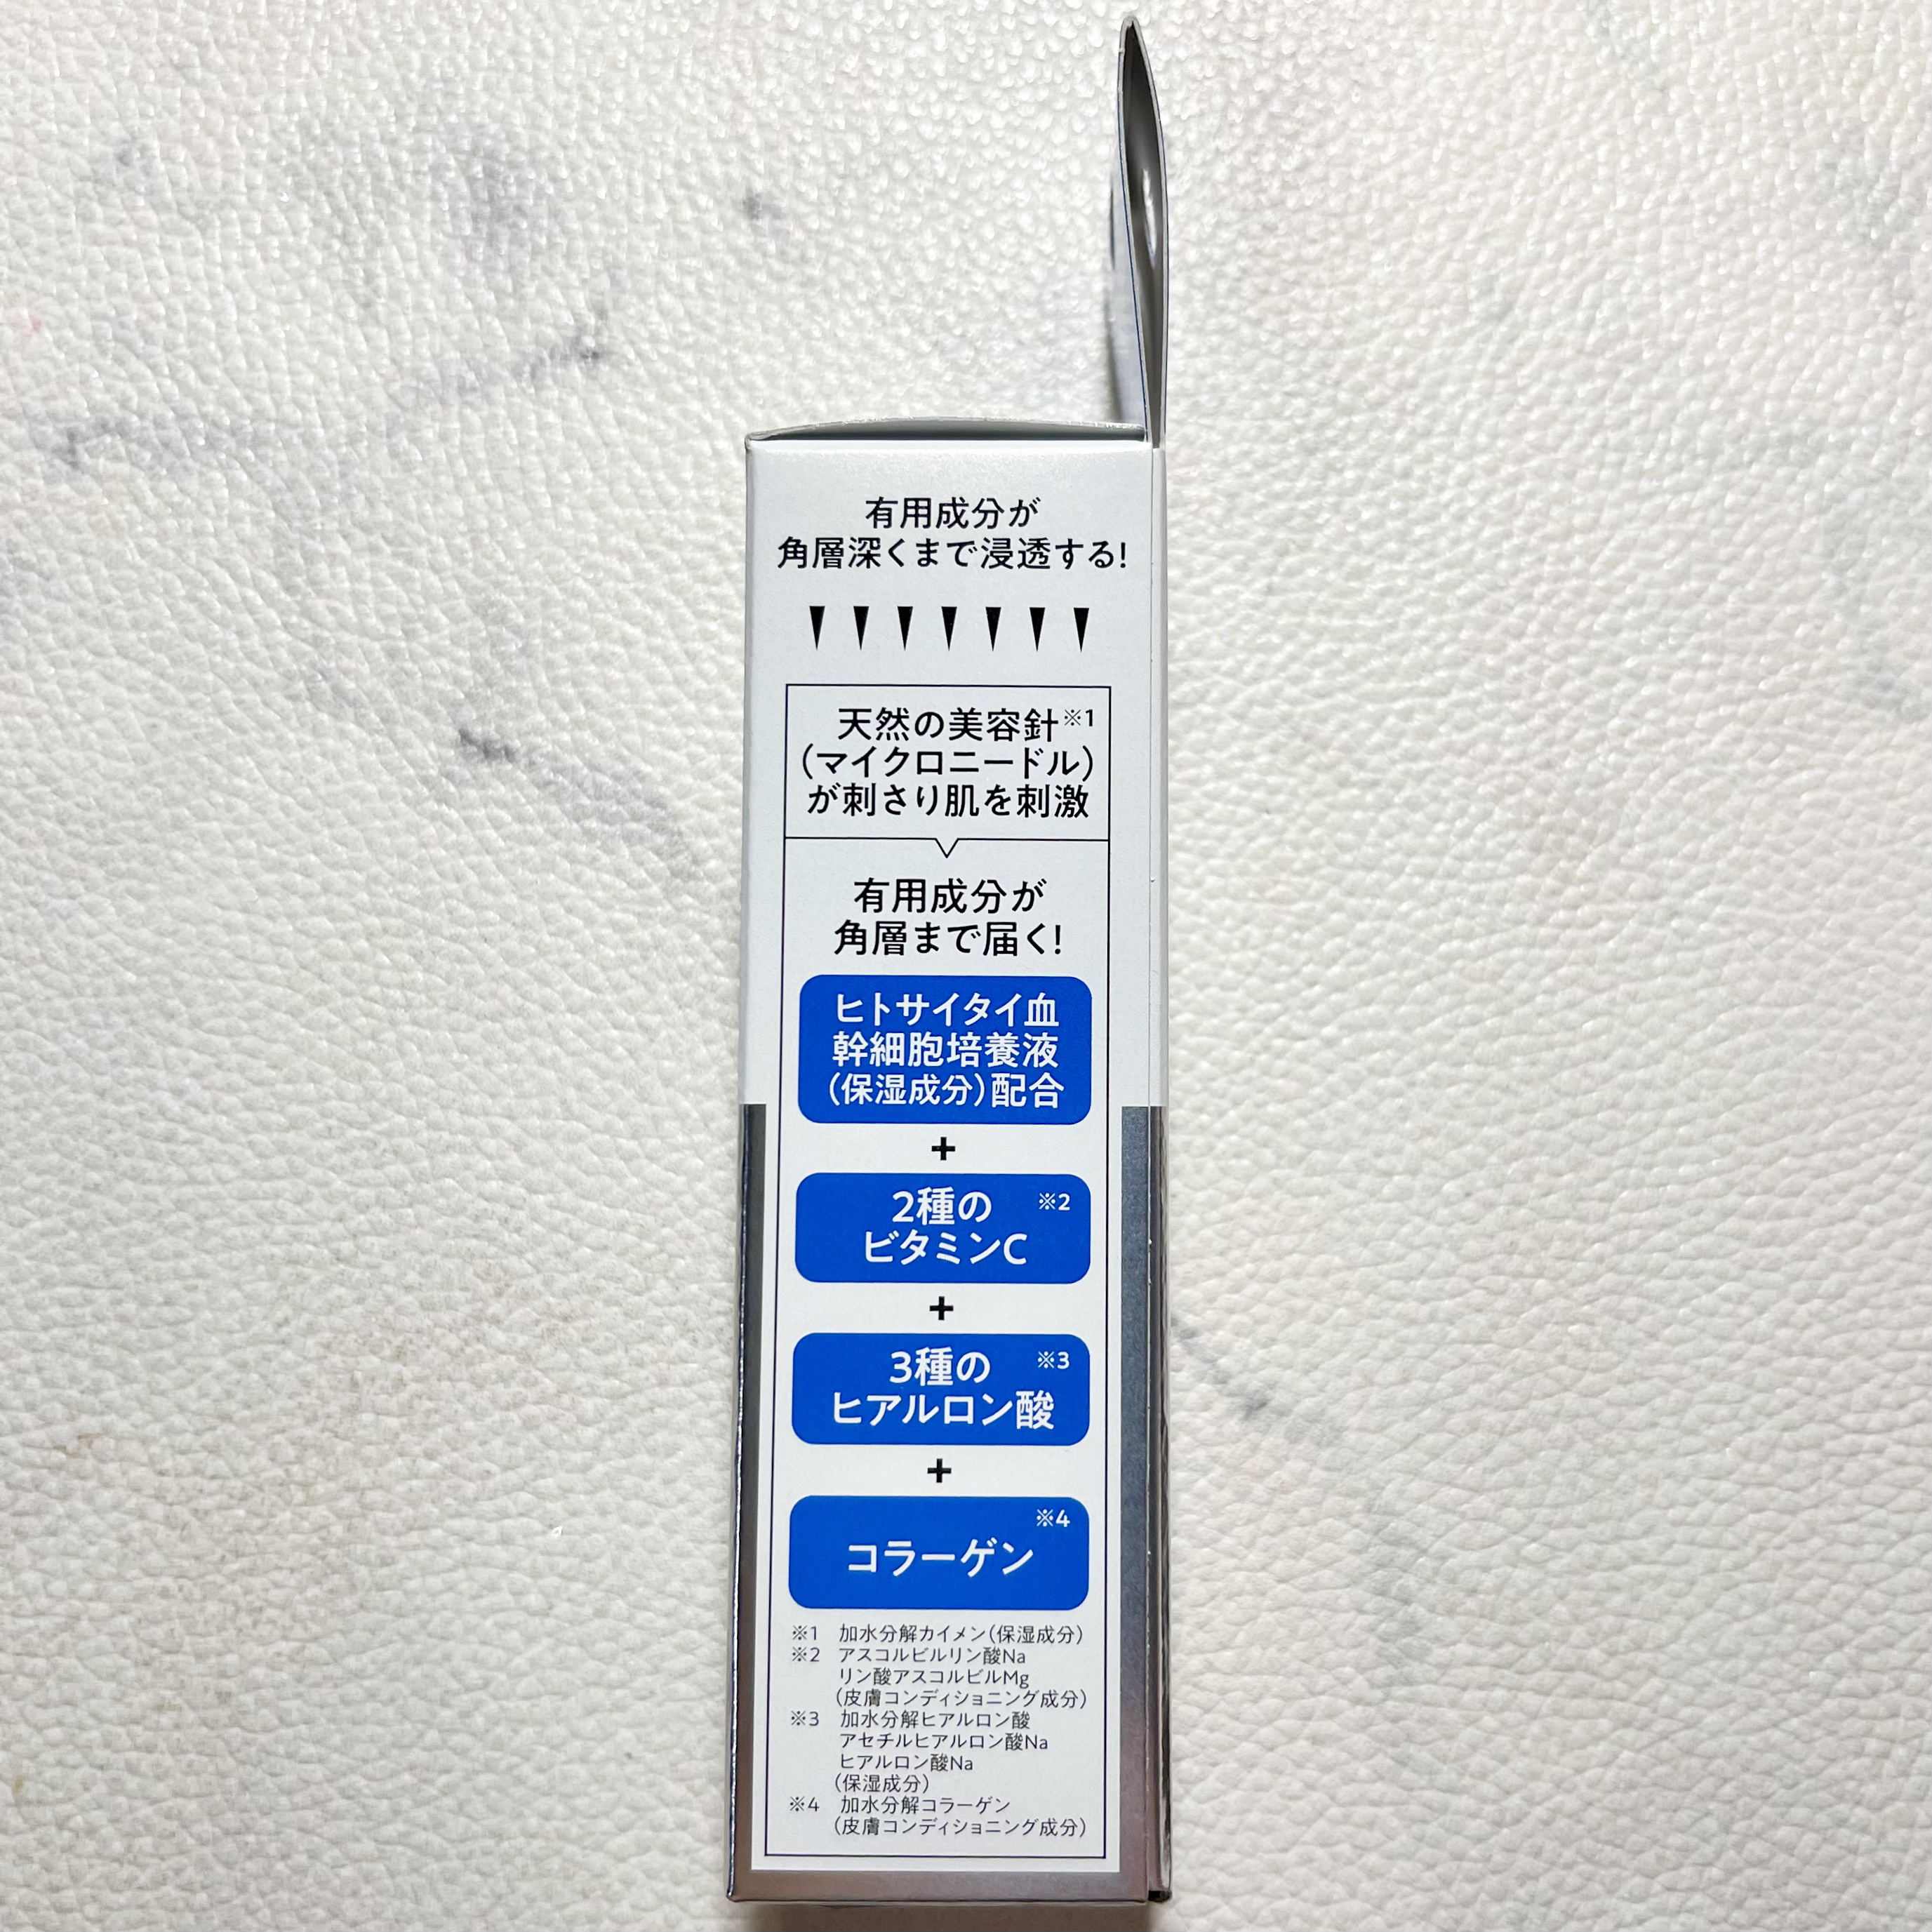 有用成分が
角層深くまで浸透する!
天然の美容針※1
(マイクロニードル)
が刺さり肌を刺激
有用成分が
角層まで届く!
ヒトサイタイ血
幹細胞培養液
(保湿成分)配合
+
2種の ※2
ビタミンC
+
3種の ※3
ヒアルロン酸
+
※4
コラーゲン
※1 加水分解カイメン(保湿成分)
※2 アスコルビルリン酸Na
リン酸アスコルビルMg
(皮膚コンディショニング成分)
※3 加水分解ヒアルロン酸
アセチルヒアルロン酸Na
ヒアルロン酸Na
(保湿成分)
※4 加水分解コラーゲン
(皮膚コンディショニング成分)